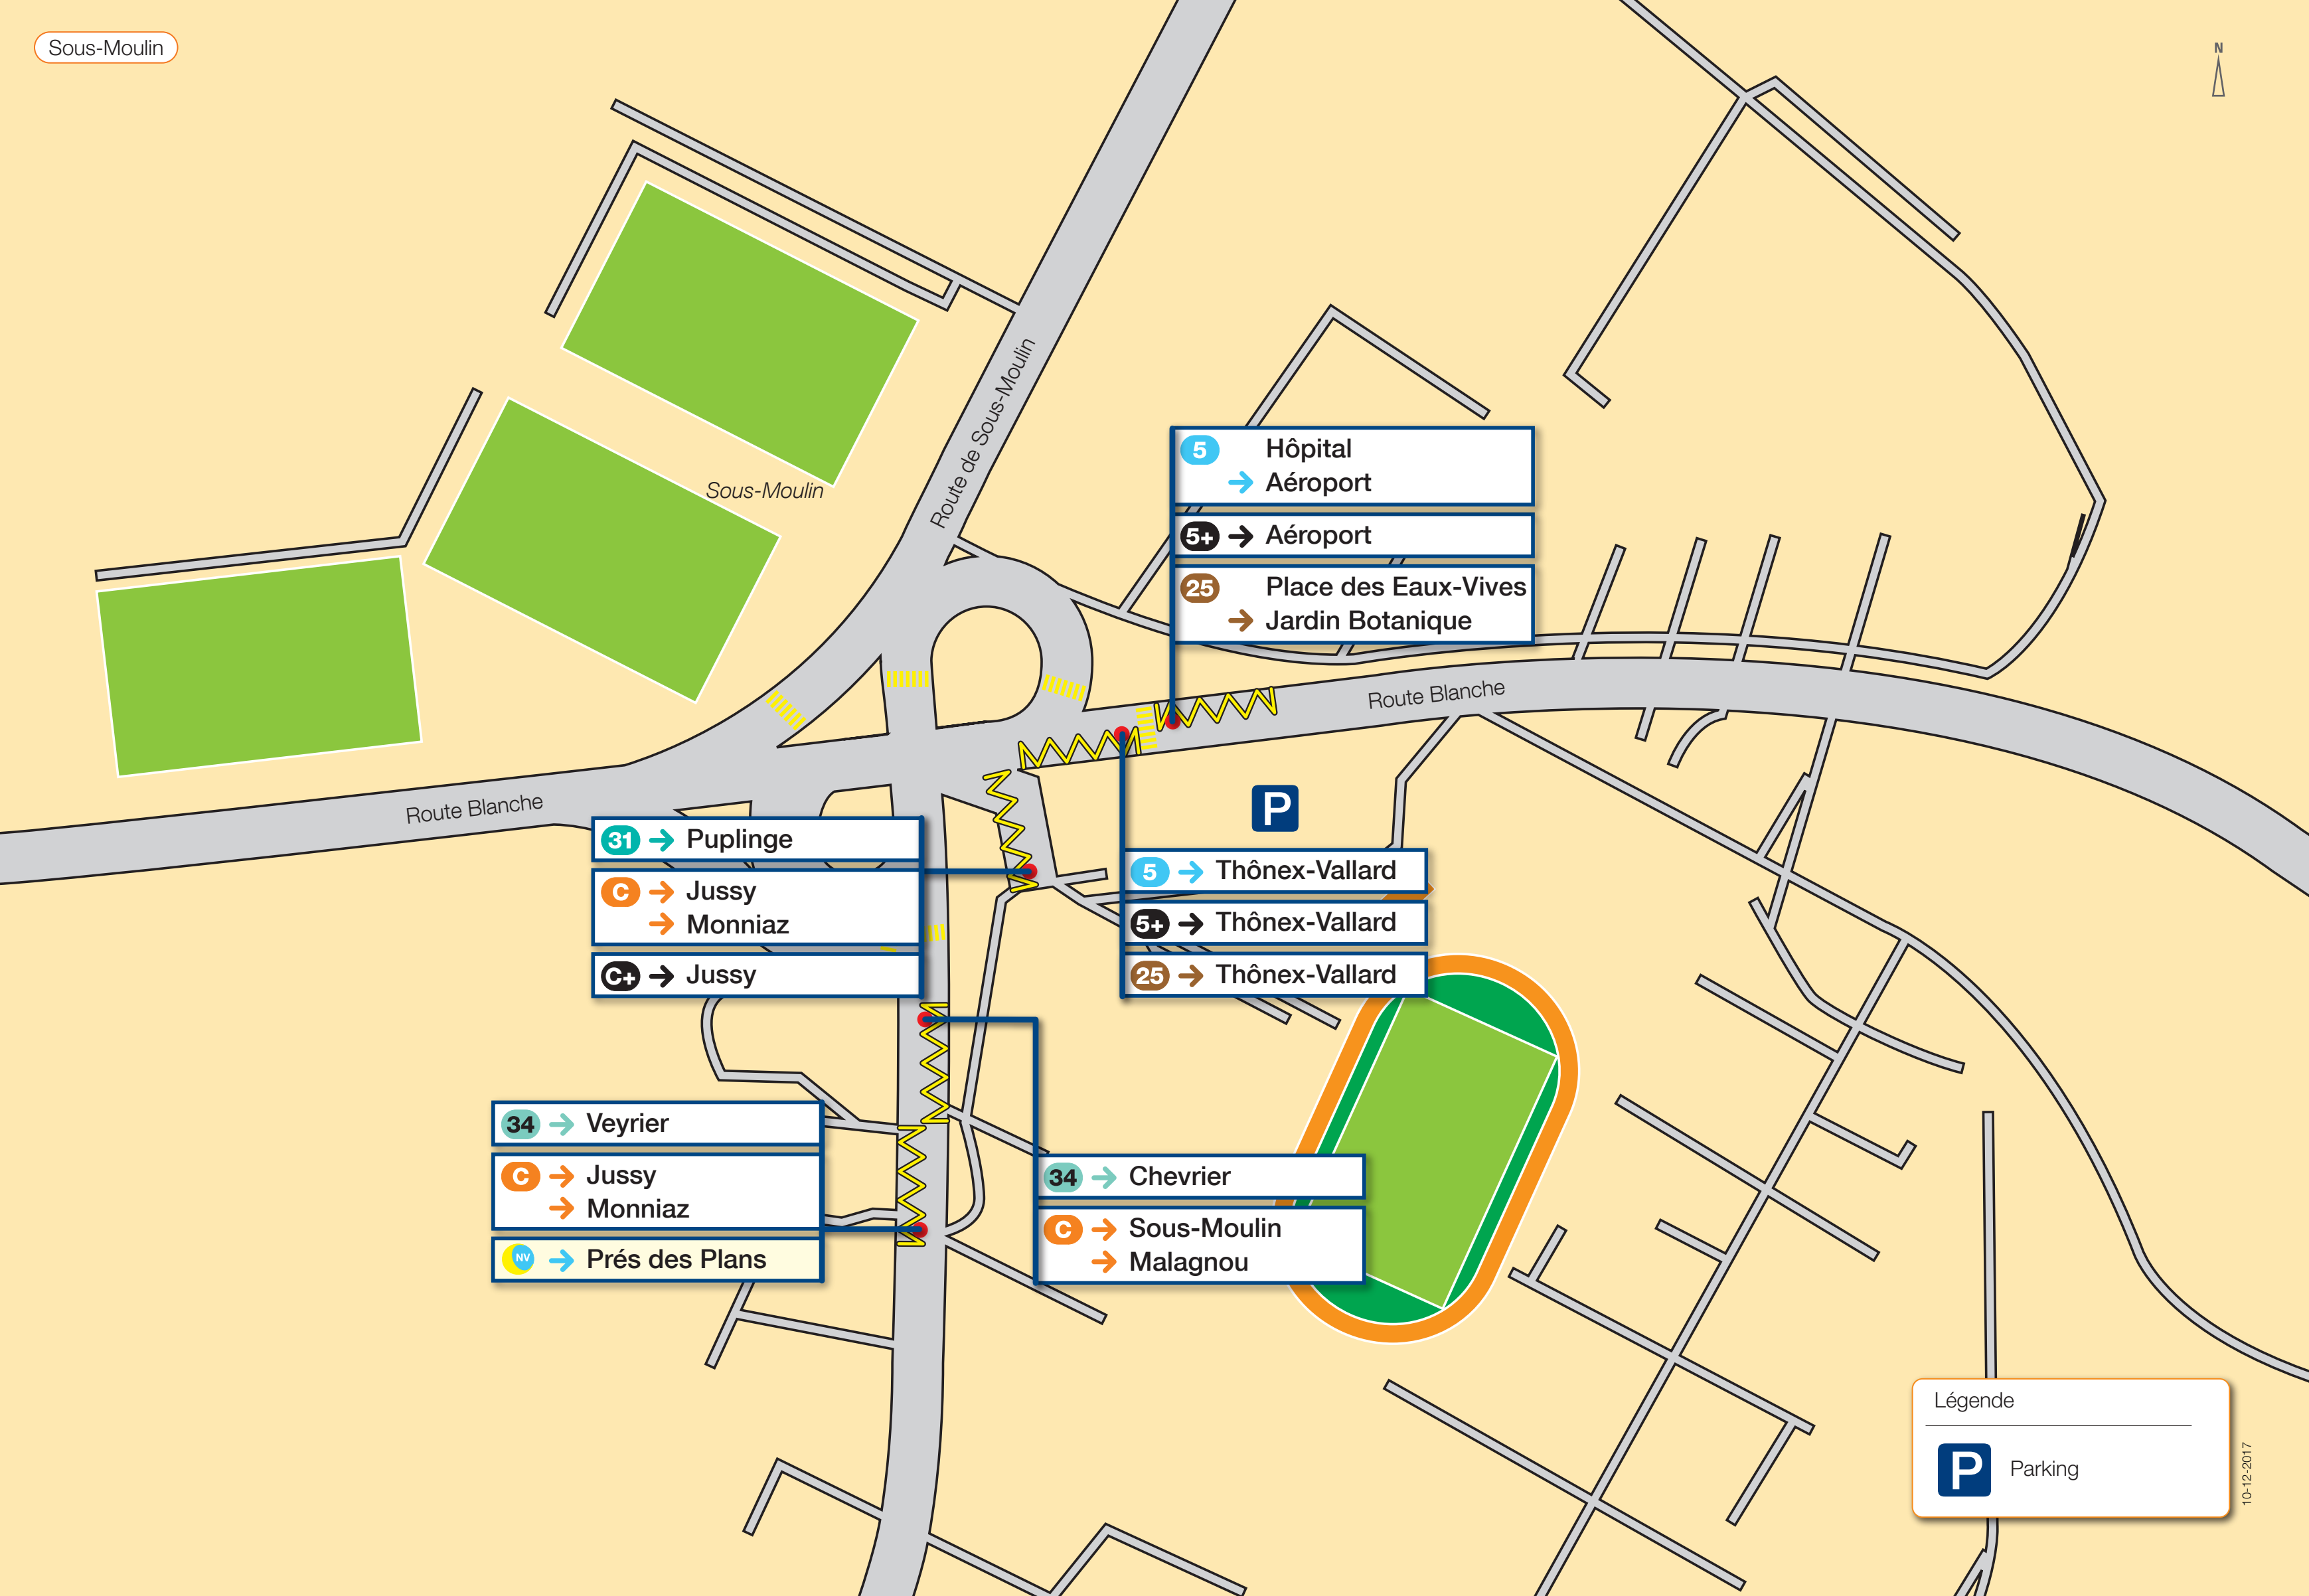 Sous-Moulin
N
Route de Sous-Moulin
Sous-Moulin
5 Hôpital
→ Aéroport
5+ → Aéroport
25 Place des Eaux-Vives
→ Jardin Botanique
Route Blanche
Route Blanche
P
31 → Puplinge
C → Jussy
→ Monniaz
C+ → Jussy
5 → Thônex-Vallard
5+ → Thônex-Vallard
25 → Thônex-Vallard
34 → Veyrier
C → Jussy
→ Monniaz
NV → Prés des Plans
34 → Chevrier
C → Sous-Moulin
→ Malagnou
Légende
P Parking
10-12-2017